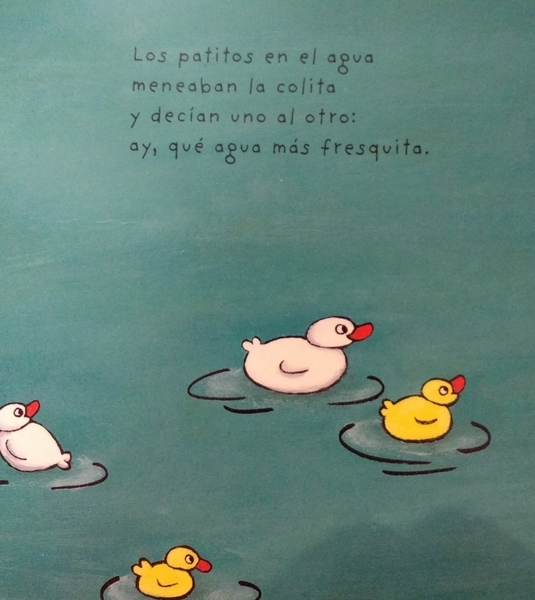 Los patitos en el agua
meneaban la colita
y decían uno al otro:
ay, qué agua más fresquita.